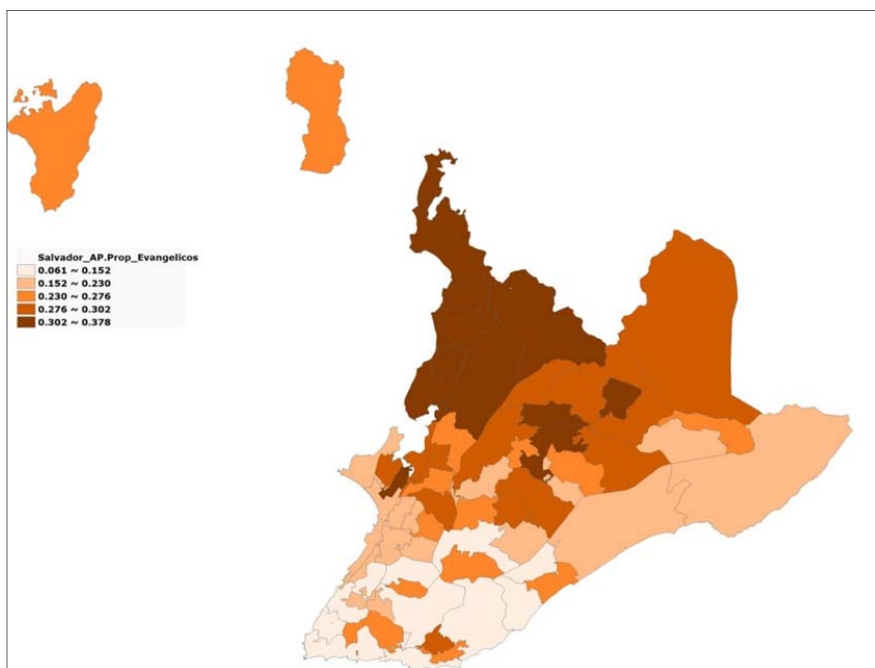 Salvador_AP.Prop_Evangelicos
0.061 ~ 0.152
0.152 ~ 0.230
0.230 ~ 0.276
0.276 ~ 0.302
0.302 ~ 0.378